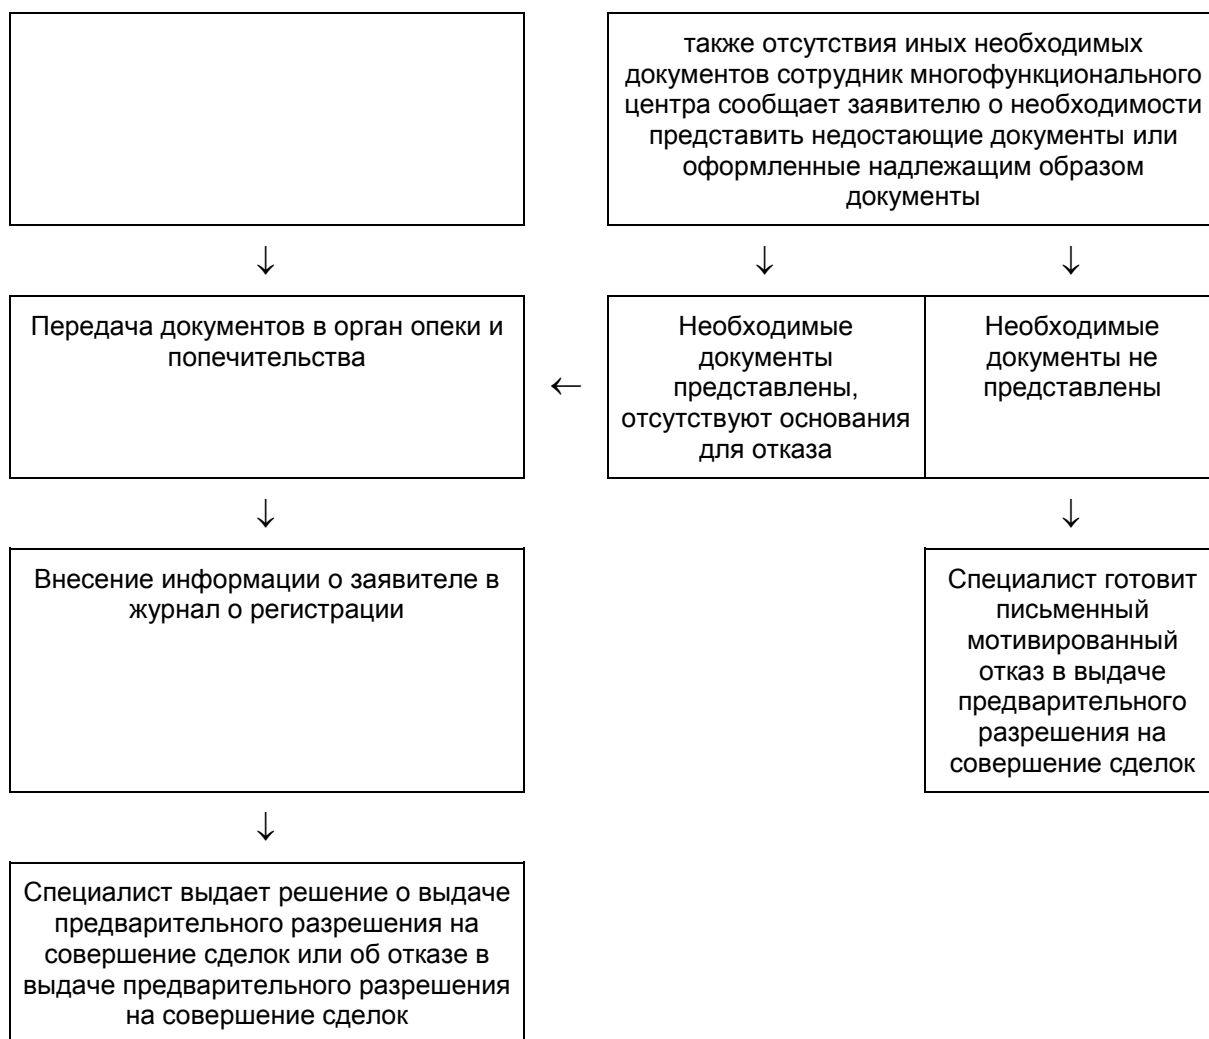 также отсутствия иных необходимых
документов сотрудник многофункционального
центра сообщает заявителю о необходимости
представить недостающие документы или
оформленные надлежащим образом
документы
↓
↓
↓
Передача документов в орган опеки и
попечительства
←
Необходимые
документы
представлены,
отсутствуют основания
для отказа
Необходимые
документы не
представлены
↓
↓
Внесение информации о заявителе в
журнал о регистрации
Специалист готовит
письменный
мотивированный
отказ в выдаче
предварительного
разрешения на
совершение сделок
↓
Специалист выдает решение о выдаче
предварительного разрешения на
совершение сделок или об отказе в
выдаче предварительного разрешения
на совершение сделок